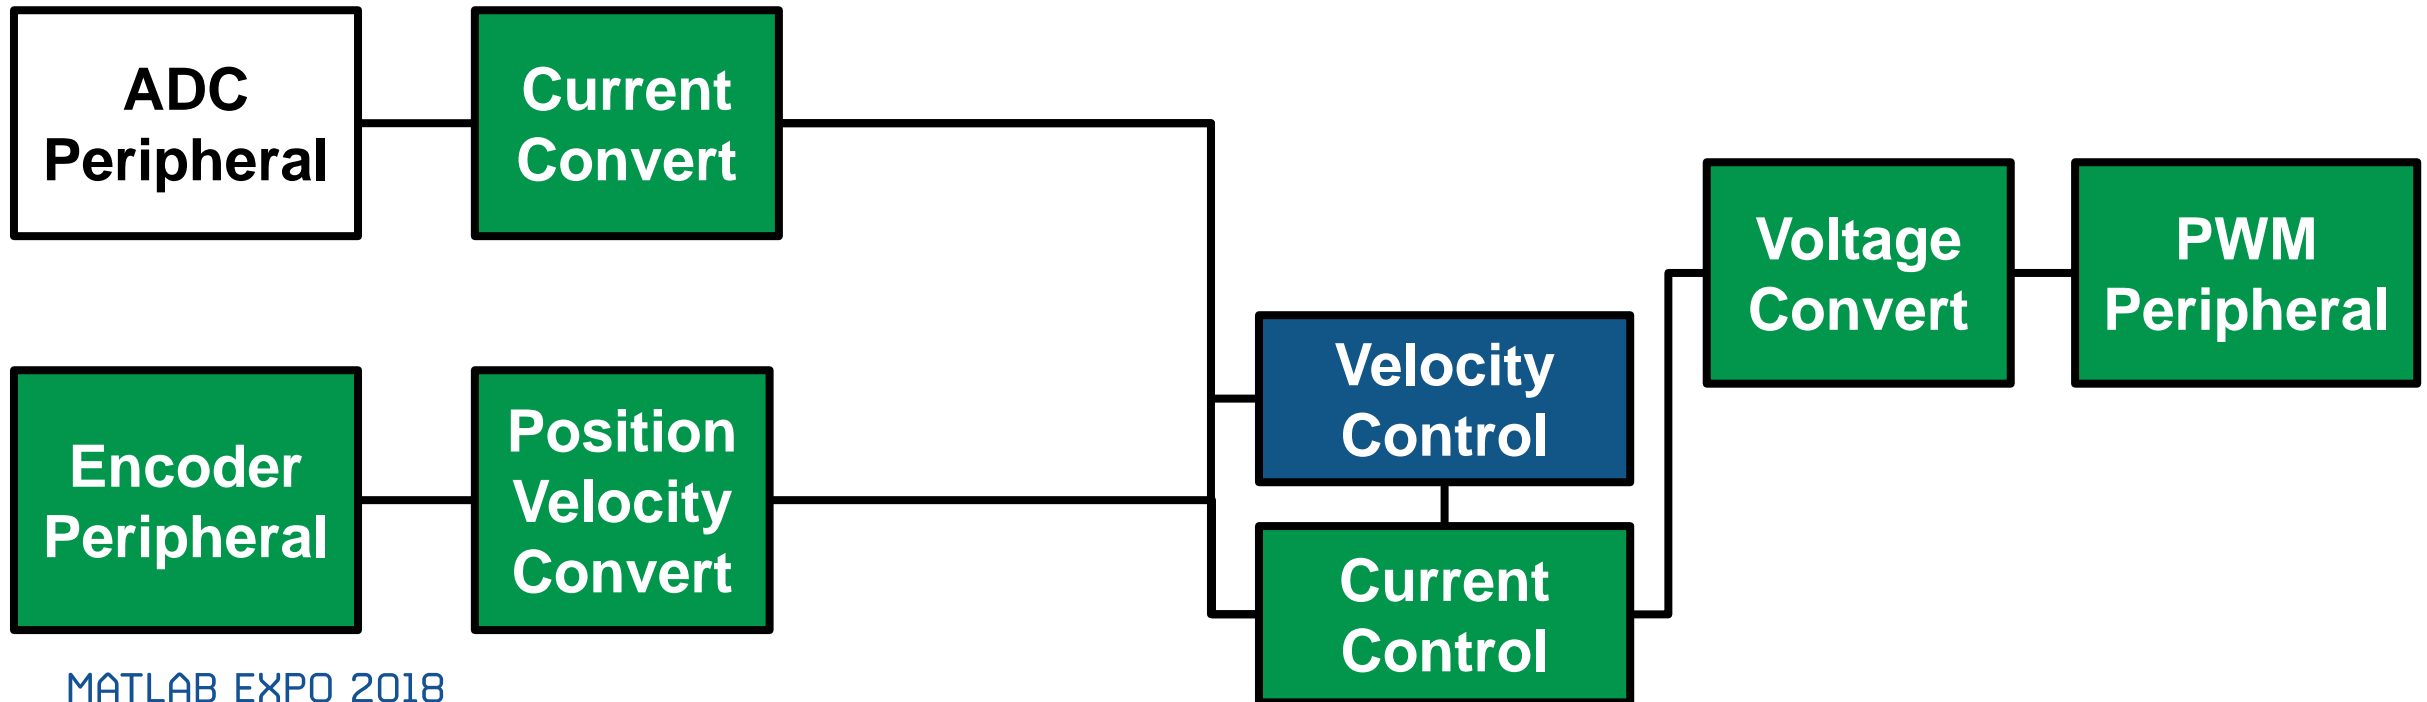 ADC
Peripheral
Current
Convert
Voltage
Convert
PWM
Peripheral
Velocity
Control
Encoder
Peripheral
Position
Velocity
Convert
Current
Control
MATLAB EXPO 2018